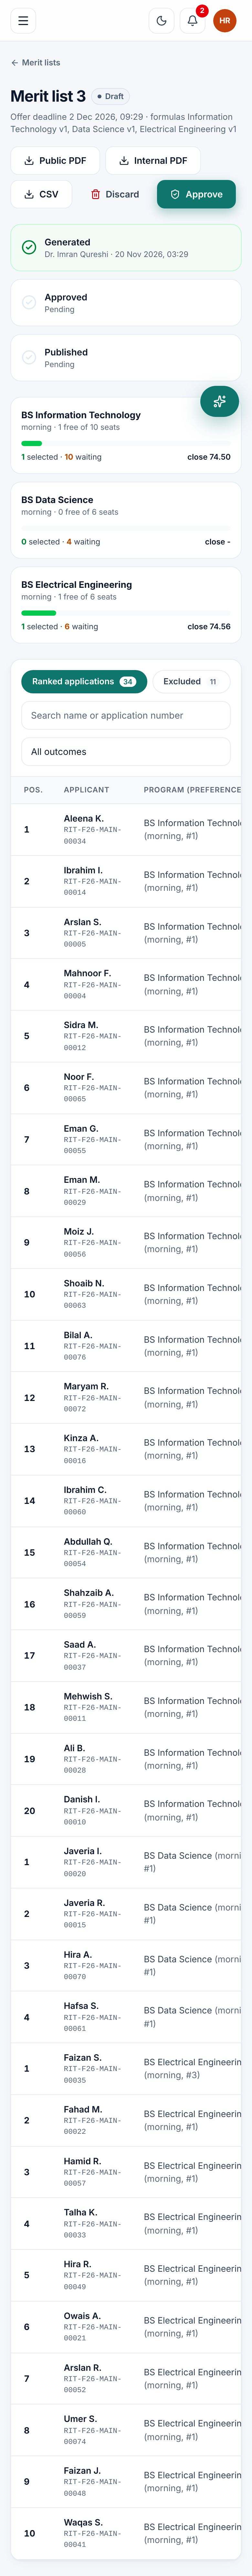 2
HR
Merit lists
Merit list 3
Draft
Offer deadline 2 Dec 2026, 09:29 · formulas Information
Technology v1, Data Science v1, Electrical Engineering v1
Public PDF
Internal PDF
CSV
Discard
Approve
Generated
Dr. Imran Qureshi · 20 Nov 2026, 03:29
Approved
Pending
Published
Pending
BS Information Technology
morning · 1 free of 10 seats
1 selected · 10 waiting
close 74.50
BS Data Science
morning · 0 free of 6 seats
0 selected · 4 waiting
close -
BS Electrical Engineering
morning · 1 free of 6 seats
1 selected · 6 waiting
close 74.56
Ranked applications 34
Excluded 11
Search name or application number
All outcomes
POS. APPLICANT PROGRAM (PREFERENCE
1 Aleena K. RIT-F26-MAIN-00034 BS Information Technolo (morning, #1)
2 Ibrahim I. RIT-F26-MAIN-00014 BS Information Technolo (morning, #1)
3 Arslan S. RIT-F26-MAIN-00005 BS Information Technolo (morning, #1)
4 Mahnoor F. RIT-F26-MAIN-00004 BS Information Technolo (morning, #1)
5 Sidra M. RIT-F26-MAIN-00012 BS Information Technolo (morning, #1)
6 Noor F. RIT-F26-MAIN-00065 BS Information Technolo (morning, #1)
7 Eman G. RIT-F26-MAIN-00055 BS Information Technolo (morning, #1)
8 Eman M. RIT-F26-MAIN-00029 BS Information Technolo (morning, #1)
9 Moiz J. RIT-F26-MAIN-00056 BS Information Technolo (morning, #1)
10 Shoaib N. RIT-F26-MAIN-00063 BS Information Technolo (morning, #1)
11 Bilal A. RIT-F26-MAIN-00076 BS Information Technolo (morning, #1)
12 Maryam R. RIT-F26-MAIN-00072 BS Information Technolo (morning, #1)
13 Kinza A. RIT-F26-MAIN-00016 BS Information Technolo (morning, #1)
14 Ibrahim C. RIT-F26-MAIN-00060 BS Information Technolo (morning, #1)
15 Abdullah Q. RIT-F26-MAIN-00054 BS Information Technolo (morning, #1)
16 Shahzaib A. RIT-F26-MAIN-00059 BS Information Technolo (morning, #1)
17 Saad A. RIT-F26-MAIN-00037 BS Information Technolo (morning, #1)
18 Mehwish S. RIT-F26-MAIN-00011 BS Information Technolo (morning, #1)
19 Ali B. RIT-F26-MAIN-00028 BS Information Technolo (morning, #1)
20 Danish I. RIT-F26-MAIN-00010 BS Information Technolo (morning, #1)
1 Javeria I. RIT-F26-MAIN-00020 BS Data Science (morni #1)
2 Javeria R. RIT-F26-MAIN-00015 BS Data Science (morni #1)
3 Hira A. RIT-F26-MAIN-00070 BS Data Science (morni #1)
4 Hafsa S. RIT-F26-MAIN-00061 BS Data Science (morni #1)
1 Faizan S. RIT-F26-MAIN-00035 BS Electrical Engineerin (morning, #3)
2 Fahad M. RIT-F26-MAIN-00022 BS Electrical Engineerin (morning, #1)
3 Hamid R. RIT-F26-MAIN-00057 BS Electrical Engineerin (morning, #1)
4 Talha K. RIT-F26-MAIN-00033 BS Electrical Engineerin (morning, #1)
5 Hira R. RIT-F26-MAIN-00049 BS Electrical Engineerin (morning, #1)
6 Owais A. RIT-F26-MAIN-00021 BS Electrical Engineerin (morning, #1)
7 Arslan R. RIT-F26-MAIN-00052 BS Electrical Engineerin (morning, #1)
8 Umer S. RIT-F26-MAIN-00074 BS Electrical Engineerin (morning, #1)
9 Faizan J. RIT-F26-MAIN-00048 BS Electrical Engineerin (morning, #1)
10 Waqas S. RIT-F26-MAIN-00041 BS Electrical Engineerin (morning, #1)